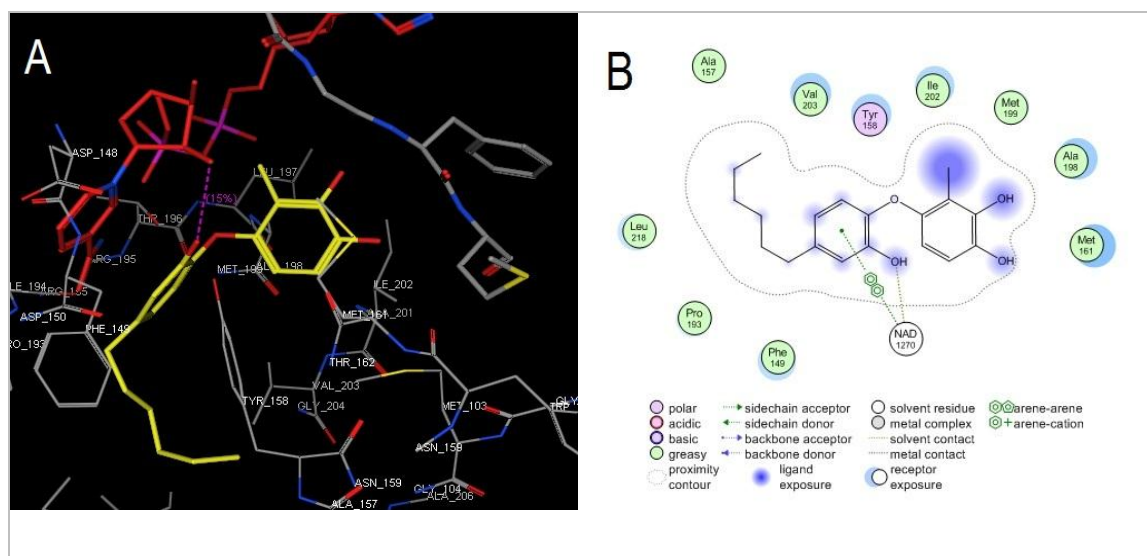 A
ASP_148
LEU_197
(15%)
THR_196
ARG_195
MET_199
ILE_202
ILE_194
ARG_155
MET_161
ASP_150
PHE_149
THR_162
VAL_203
TYR_158
GLY_204
MET_103
ASN_159
ASN_159
GLY_104
ALA_157
ALA_206
B
Ala
157
Val
203
Tyr
158
Ile
202
Met
199
Ala
198
Leu
218
O
OH
OH
OH
Met
161
Pro
193
Phe
149
NAD
1270
polar
acidic
basic
greasy
proximity
contour
sidechain acceptor
sidechain donor
backbone acceptor
backbone donor
ligand
exposure
solvent residue
metal complex
solvent contact
metal contact
receptor
exposure
arene-arene
arene-cation